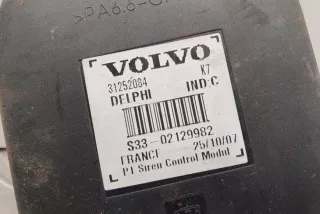 >PA6.6-G
VOLVO
31252084 K7
DELPHI IND:C
S33-02129982
FRANCE 25/10/07
P1 Siren Control Modul